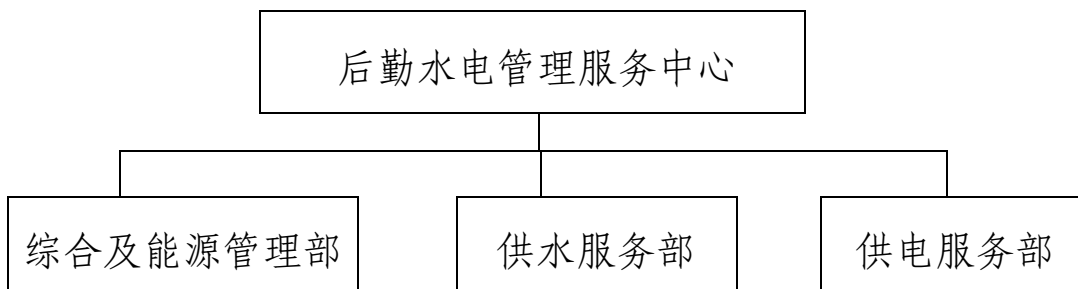 后勤水电管理服务中心
综合及能源管理部
供水服务部
供电服务部